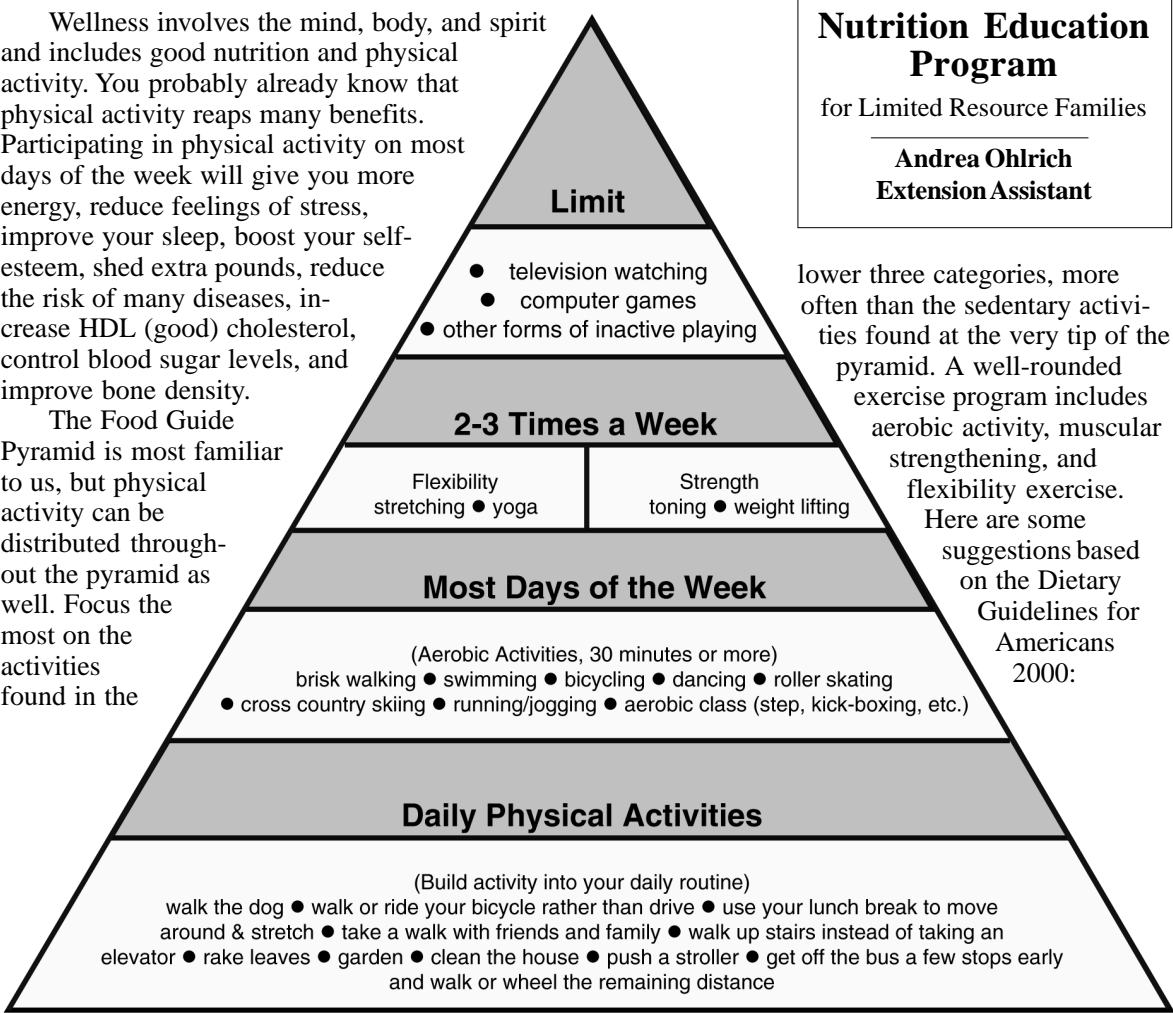 Wellness involves the mind, body, and spirit
and includes good nutrition and physical
activity. You probably already know that
physical activity reaps many benefits.
Participating in physical activity on most
days of the week will give you more
energy, reduce feelings of stress,
improve your sleep, boost your self-
esteem, shed extra pounds, reduce
the risk of many diseases, in-
crease HDL (good) cholesterol,
control blood sugar levels, and
improve bone density.
The Food Guide
Pyramid is most familiar
to us, but physical
activity can be
distributed through-
out the pyramid as
well. Focus the
most on the
activities
found in the
Nutrition Education
Program
for Limited Resource Families
Andrea Ohlrich
Extension Assistant
lower three categories, more
often than the sedentary activi-
ties found at the very tip of the
pyramid. A well-rounded
exercise program includes
aerobic activity, muscular
strengthening, and
flexibility exercise.
Here are some
suggestions based
on the Dietary
Guidelines for
Americans
2000:
Limit
● television watching
● computer games
● other forms of inactive playing
2-3 Times a Week
Flexibility
stretching ● yoga
Strength
toning ● weight lifting
Most Days of the Week
(Aerobic Activities, 30 minutes or more)
brisk walking ● swimming ● bicycling ● dancing ● roller skating
● cross country skiing ● running/jogging ● aerobic class (step, kick-boxing, etc.)
Daily Physical Activities
(Build activity into your daily routine)
walk the dog ● walk or ride your bicycle rather than drive ● use your lunch break to move
around & stretch ● take a walk with friends and family ● walk up stairs instead of taking an
elevator ● rake leaves ● garden ● clean the house ● push a stroller ● get off the bus a few stops early
and walk or wheel the remaining distance